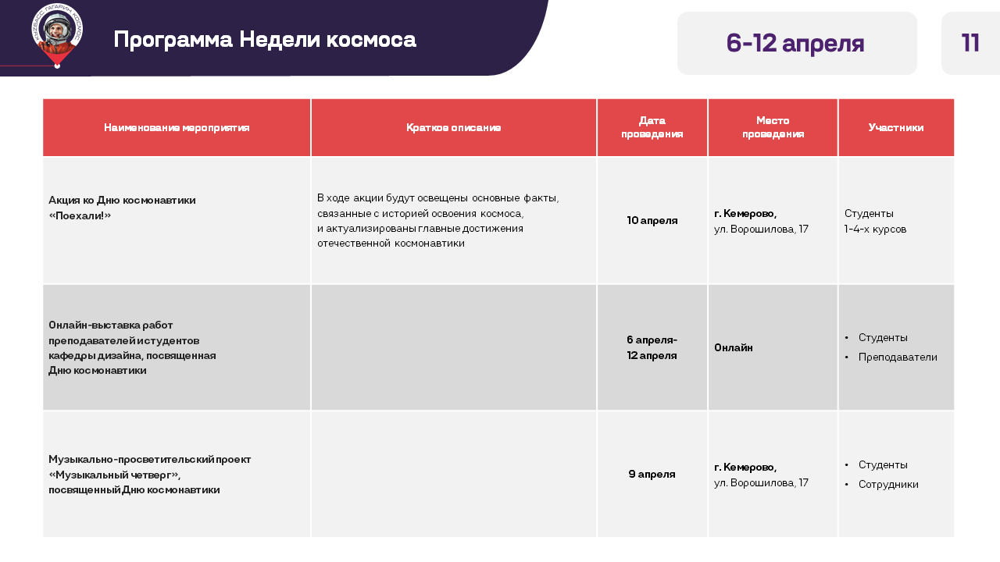 КУZБАСС ГАГАРИН КОСМОС
Программа Недели космоса
6-12 апреля
11
Наименование мероприятия
Краткое описание
Дата
проведения
Место
проведения
Участники
Акция ко Дню космонавтики
«Поехали!»
В ходе акции будут освещены основные факты,
связанные с историей освоения космоса,
и актуализированы главные достижения
отечественной космонавтики
10 апреля
г. Кемерово,
ул. Ворошилова, 17
Студенты
1-4-х курсов
Онлайн-выставка работ
преподавателей и студентов
кафедры дизайна, посвященная
Дню космонавтики
6 апреля-
12 апреля
Онлайн
• Студенты
• Преподаватели
Музыкально-просветительский проект
«Музыкальный четверг»,
посвященный Дню космонавтики
9 апреля
г. Кемерово,
ул. Ворошилова, 17
• Студенты
• Сотрудники